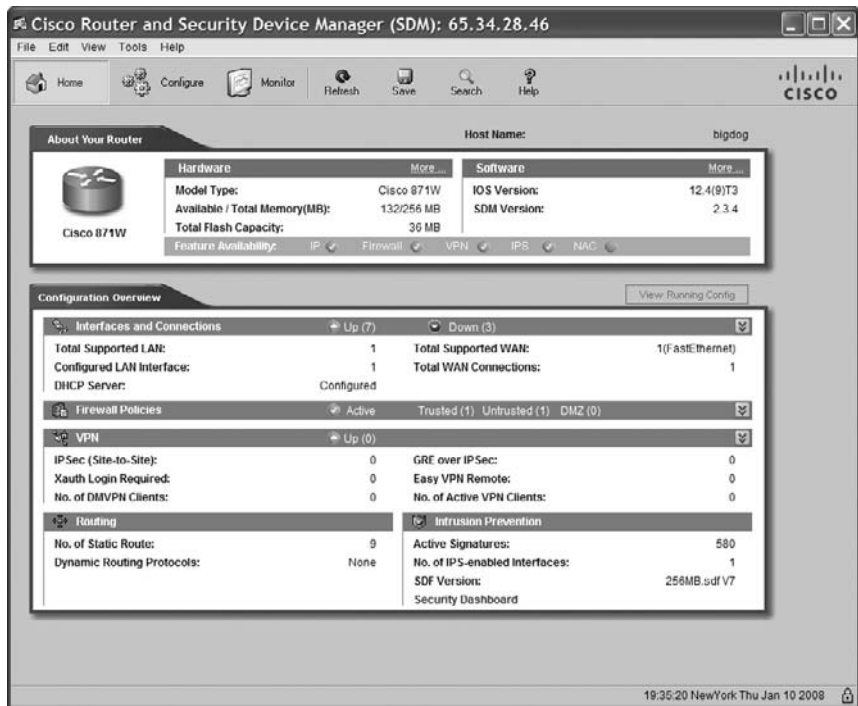 Cisco Router and Security Device Manager (SDM): 65.34.28.46
File Edit View Tools Help
Home Configure Monitor Refresh Save Search Help
CISCO
About Your Router
Host Name: bigdog
Cisco 871W
Hardware More ...
Model Type: Cisco 871W
Available / Total Memory(MB): 132/256 MB
Total Flash Capacity: 36 MB
Software More ...
IOS Version: 12.4(9)T3
SDM Version: 2.3.4
Feature Availability: IP Firewall VPN IPS NAC
Configuration Overview
View Running Config
Interfaces and Connections Up (7) Down (3)
Total Supported LAN: 1 Total Supported WAN: 1(FastEthernet)
Configured LAN Interface: 1 Total WAN Connections: 1
DHCP Server: Configured
Firewall Policies Active Trusted (1) Untrusted (1) DMZ (0)
VPN Up (0)
IPSec (Site-to-Site): 0 GRE over IPSec: 0
Xauth Login Required: 0 Easy VPN Remote: 0
No. of DMVPN Clients: 0 No. of Active VPN Clients: 0
Routing
No. of Static Route: 9
Dynamic Routing Protocols: None
Intrusion Prevention
Active Signatures: 580
No. of IPS-enabled Interfaces: 1
SDF Version: 256MB.sdf V7
Security Dashboard
19:35:20 NewYork Thu Jan 10 2008